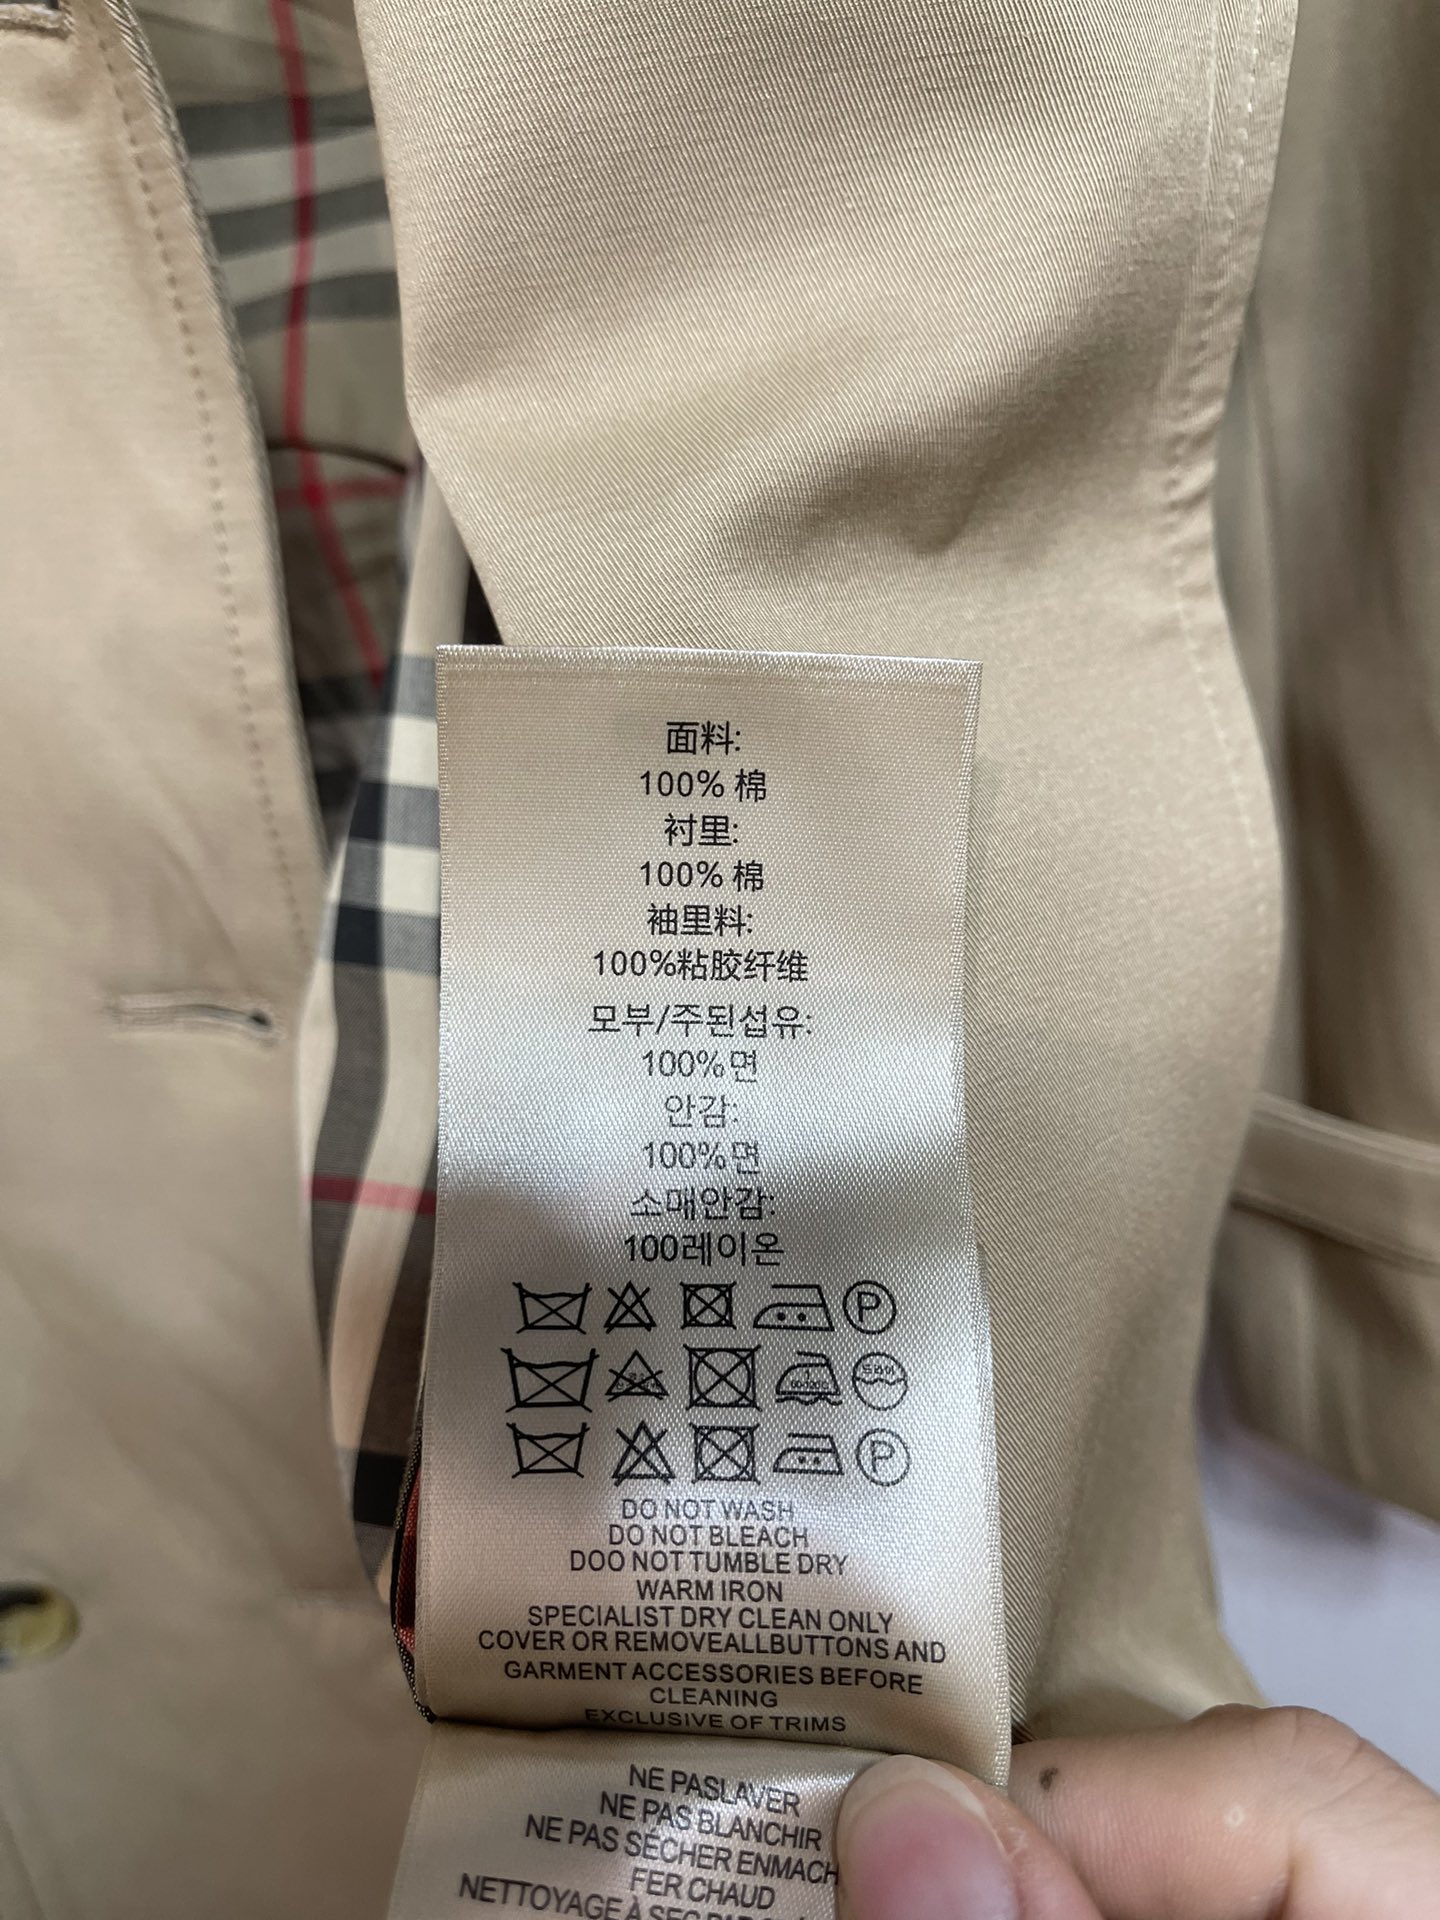 面料:
100% 棉
衬里:
100% 棉
袖里料:
100%粘胶纤维
모부/주된섬유:
100%면
안감:
100%면
소매안감:
100레이온
P
P
DO NOT WASH
DO NOT BLEACH
DOO NOT TUMBLE DRY
WARM IRON
SPECIALIST DRY CLEAN ONLY
COVER OR REMOVEALLBUTTONS AND
GARMENT ACCESSORIES BEFORE
CLEANING
EXCLUSIVE OF TRIMS
NE PASLAVER
NE PAS BLANCHIR
NE PAS SÉCHER ENMACH
FER CHAUD
NETTOYAGE À SEC